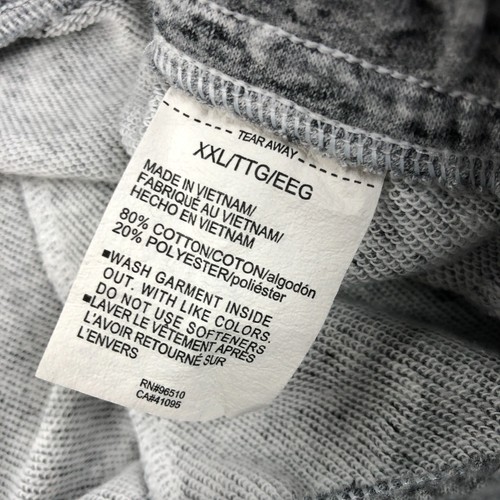 TEAR AWAY
XXL/TTG/EEG
MADE IN VIETNAM/
FABRIQUÉ AU VIETNAM/
HECHO EN VIETNAM
80% COTTON/COTON/algodón
20% POLYESTER/poliéster
■WASH GARMENT INSIDE
OUT. WITH LIKE COLORS.
DO NOT USE SOFTENERS.
■LAVER LE VÊTEMENT APRÈS
L'AVOIR RETOURNÉ SUR
L'ENVERS
RN#96510
CA#41095